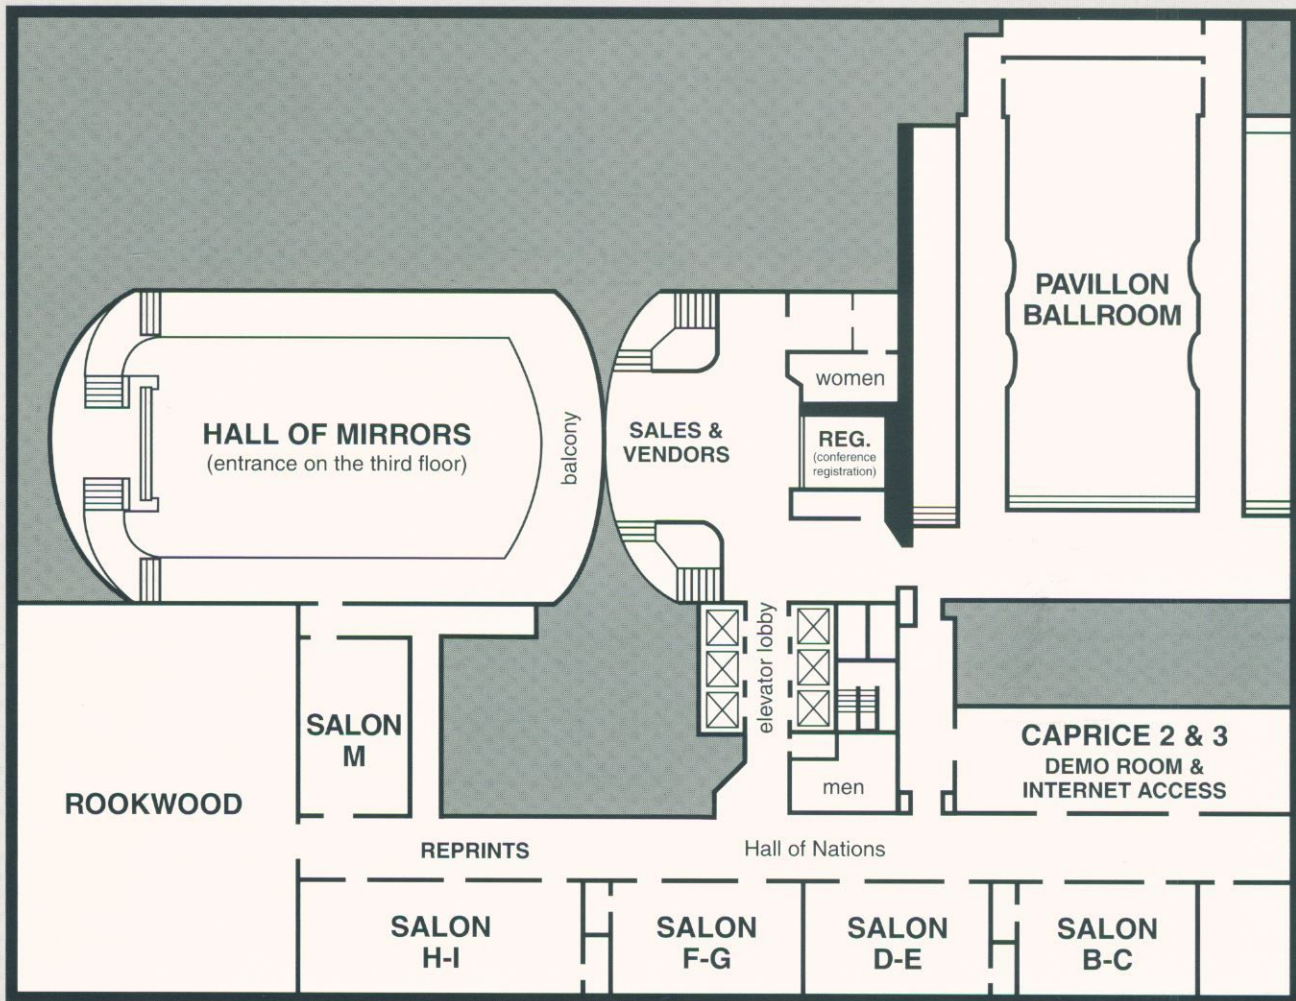 PAVILLON
BALLROOM
women
HALL OF MIRRORS
(entrance on the third floor)
balcony
SALES &
VENDORS
REG.
(conference
registration)
elevator lobby
SALON
M
CAPRICE 2 & 3
DEMO ROOM &
INTERNET ACCESS
men
ROOKWOOD
REPRINTS
Hall of Nations
SALON
H-I
SALON
F-G
SALON
D-E
SALON
B-C